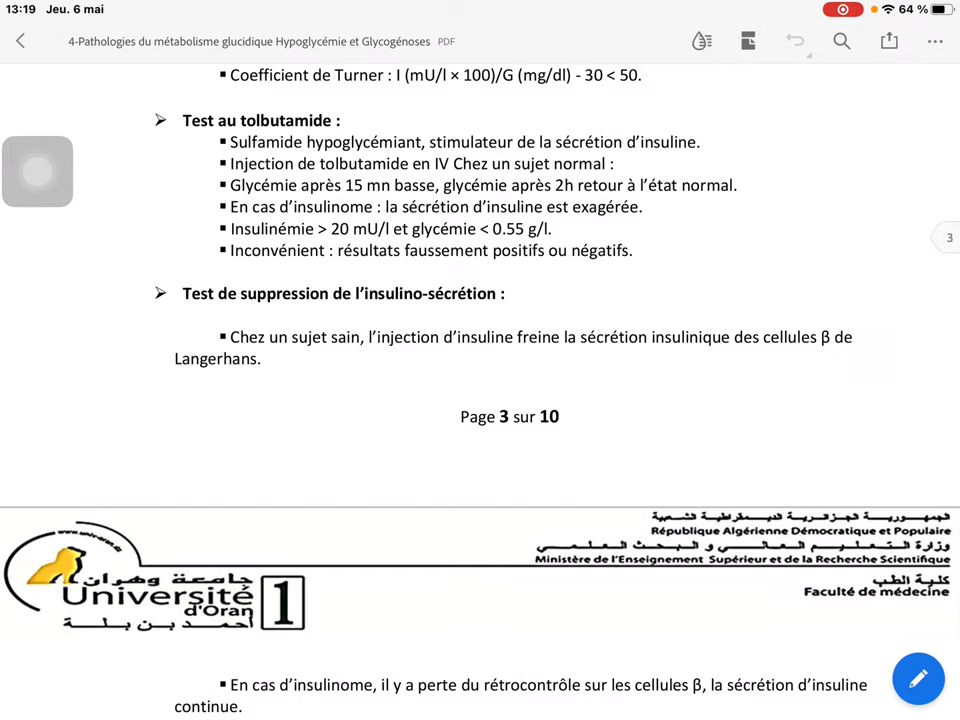 13:19 Jeu. 6 mai
64 %
4-Pathologies du métabolisme glucidique Hypoglycémie et Glycogénoses PDF
▪ Coefficient de Turner : I (mU/l × 100)/G (mg/dl) - 30 < 50.
➢ Test au tolbutamide :
▪ Sulfamide hypoglycémiant, stimulateur de la sécrétion d’insuline.
▪ Injection de tolbutamide en IV Chez un sujet normal :
▪ Glycémie après 15 mn basse, glycémie après 2h retour à l’état normal.
▪ En cas d’insulinome : la sécrétion d’insuline est exagérée.
▪ Insulinémie > 20 mU/l et glycémie < 0.55 g/l.
3
▪ Inconvénient : résultats faussement positifs ou négatifs.
➢ Test de suppression de l’insulino-sécrétion :
▪ Chez un sujet sain, l’injection d’insuline freine la sécrétion insulinique des cellules β de
Langerhans.
Page 3 sur 10
الجمهورية الجزائرية الديمقراطية الشعبية
République Algérienne Démocratique et Populaire
وزارة التعليم العالي و البحث العلمي
Ministère de l'Enseignement Supérieur et de la Recherche Scientifique
كلية الطب
Faculté de médecine
www.univ-oran.dz
جامعة وهران
Université 1
d'Oran
أحمد بن بلة
▪ En cas d’insulinome, il y a perte du rétrocontrôle sur les cellules β, la sécrétion d’insuline
continue.